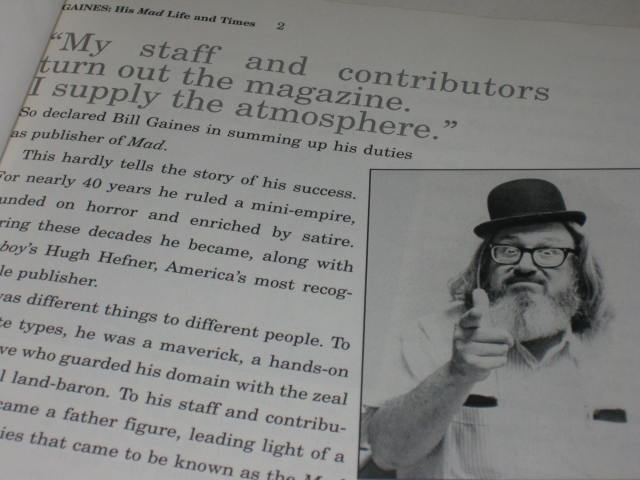 GAINES: His Mad Life and Times 2
“My staff and contributors
turn out the magazine.
I supply the atmosphere.”
So declared Bill Gaines in summing up his duties
as publisher of Mad.
This hardly tells the story of his success.
For nearly 40 years he ruled a mini-empire,
unded on horror and enriched by satire.
ring these decades he became, along with
boy's Hugh Hefner, America's most recog-
le publisher.
was different things to different people. To
te types, he was a maverick, a hands-on
ve who guarded his domain with the zeal
l land-baron. To his staff and contribu-
came a father figure, leading light of a
ies that came to be known as the Mad